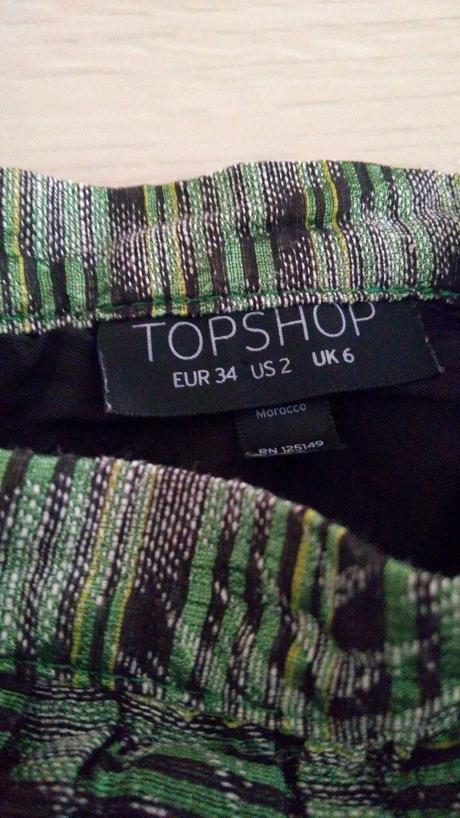 TOPSHOP
EUR 34 US 2 UK 6
Morocco
RN 125149